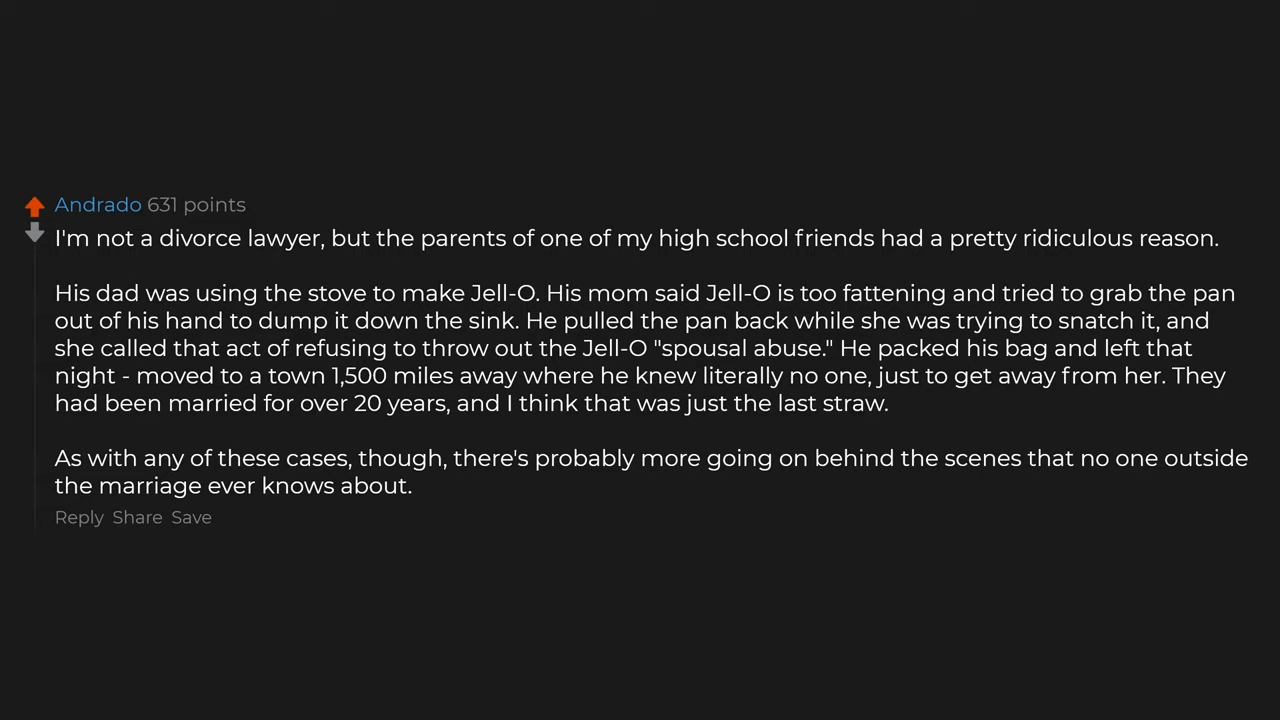 Andrado 631 points
I'm not a divorce lawyer, but the parents of one of my high school friends had a pretty ridiculous reason.
His dad was using the stove to make Jell-O. His mom said Jell-O is too fattening and tried to grab the pan
out of his hand to dump it down the sink. He pulled the pan back while she was trying to snatch it, and
she called that act of refusing to throw out the Jell-O "spousal abuse." He packed his bag and left that
night - moved to a town 1,500 miles away where he knew literally no one, just to get away from her. They
had been married for over 20 years, and I think that was just the last straw.
As with any of these cases, though, there's probably more going on behind the scenes that no one outside
the marriage ever knows about.
Reply Share Save